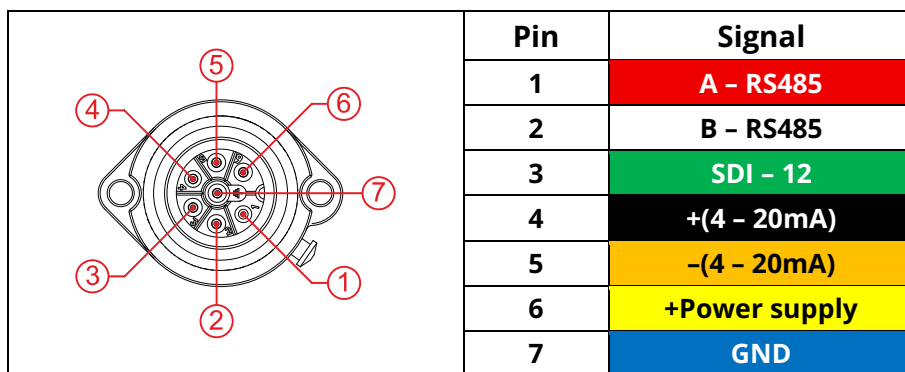 Pin Signal
1 A – RS485
2 B – RS485
3 SDI – 12
4 +(4 – 20mA)
5 –(4 – 20mA)
6 +Power supply
7 GND
5
4
6
7
3
1
2